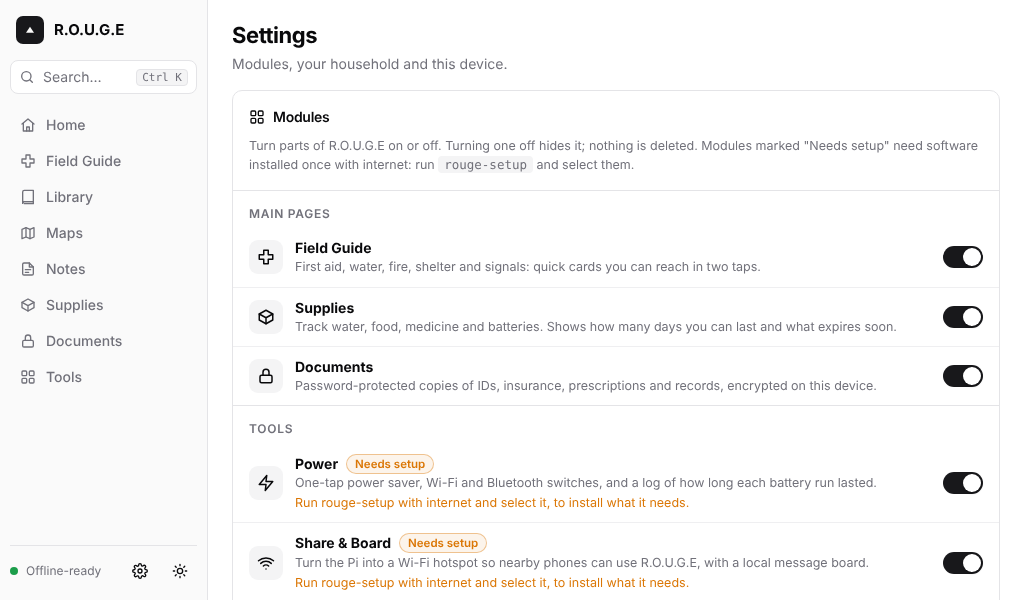 R.O.U.G.E
Search...
Ctrl K
Home
Field Guide
Library
Maps
Notes
Supplies
Documents
Tools
Offline-ready
Settings
Modules, your household and this device.
Modules
Turn parts of R.O.U.G.E on or off. Turning one off hides it; nothing is deleted. Modules marked "Needs setup" need software
installed once with internet: run rouge-setup and select them.
MAIN PAGES
Field Guide
First aid, water, fire, shelter and signals: quick cards you can reach in two taps.
Supplies
Track water, food, medicine and batteries. Shows how many days you can last and what expires soon.
Documents
Password-protected copies of IDs, insurance, prescriptions and records, encrypted on this device.
TOOLS
Power Needs setup
One-tap power saver, Wi-Fi and Bluetooth switches, and a log of how long each battery run lasted.
Run rouge-setup with internet and select it, to install what it needs.
Share & Board Needs setup
Turn the Pi into a Wi-Fi hotspot so nearby phones can use R.O.U.G.E, with a local message board.
Run rouge-setup with internet and select it, to install what it needs.